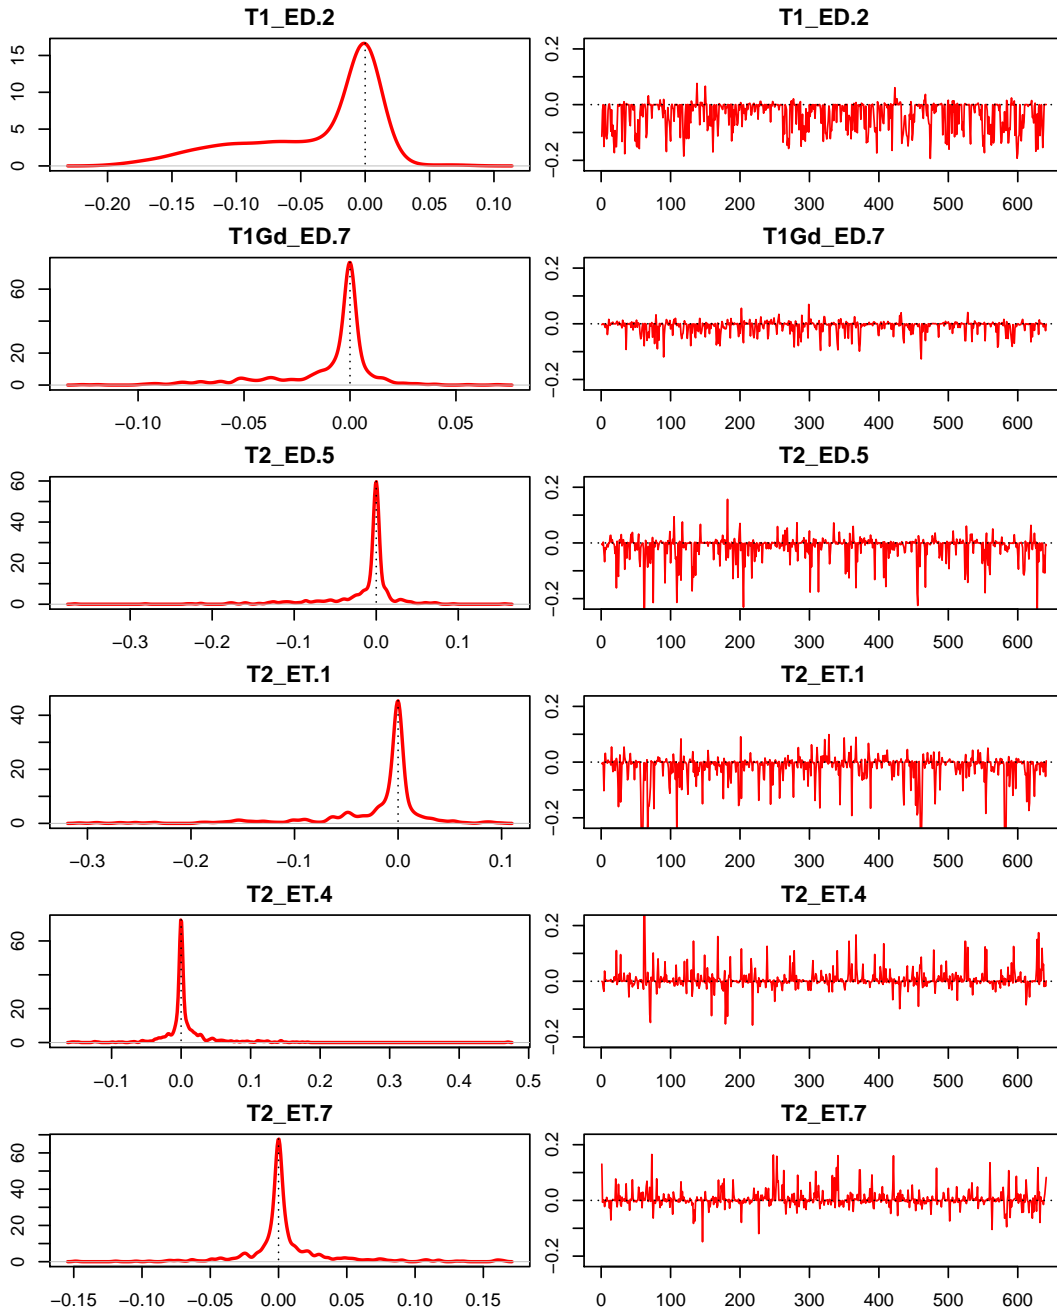 T1_ED.2 T1_ED.2
0 5 10 15 −0.2 0.0 0.2
−0.20 −0.15 −0.10 −0.05 0.00 0.05 0.10 0 100 200 300 400 500 600
T1Gd_ED.7 T1Gd_ED.7
0 20 60 −0.2 0.0 0.2
−0.10 −0.05 0.00 0.05 0 100 200 300 400 500 600
T2_ED.5 T2_ED.5
0 20 40 60 −0.2 0.0 0.2
−0.3 −0.2 −0.1 0.0 0.1 0 100 200 300 400 500 600
T2_ET.1 T2_ET.1
0 20 40 −0.2 0.0 0.2
−0.3 −0.2 −0.1 0.0 0.1 0 100 200 300 400 500 600
T2_ET.4 T2_ET.4
0 20 60 −0.2 0.0 0.2
−0.1 0.0 0.1 0.2 0.3 0.4 0.5 0 100 200 300 400 500 600
T2_ET.7 T2_ET.7
0 20 40 60 −0.2 0.0 0.2
−0.15 −0.10 −0.05 0.00 0.05 0.10 0.15 0 100 200 300 400 500 600